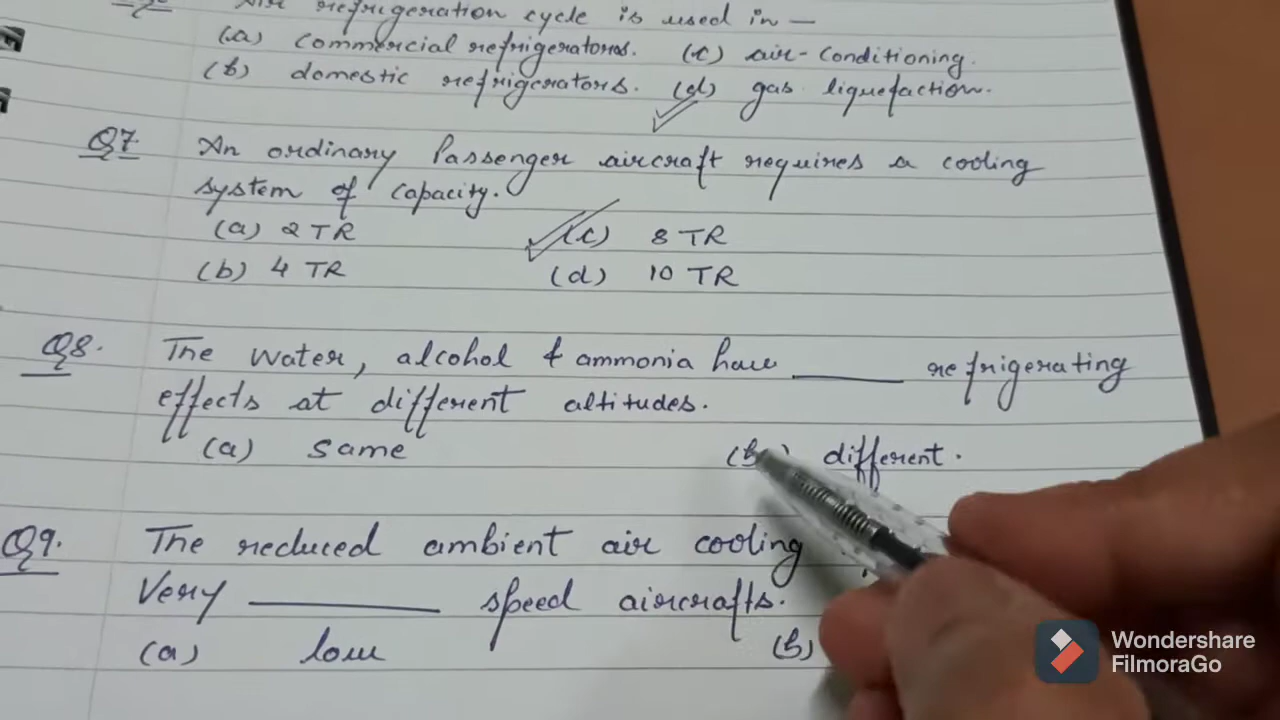 Air refrigeration cycle is used in —
(a) commercial refrigerators. (c) air-conditioning.
(b) domestic refrigerators. (d) gas liquefaction.
Q7 An ordinary Passenger aircraft requires a cooling
system of capacity.
(a) 2 TR (c) 8 TR
(b) 4 TR (d) 10 TR
Q8. The water, alcohol & ammonia have ______ refrigerating
effects at different altitudes.
(a) same (b) different.
Q9. The reduced ambient air cooling
Very ______ speed aircrafts.
(a) low (b)
Wondershare
FilmoraGo